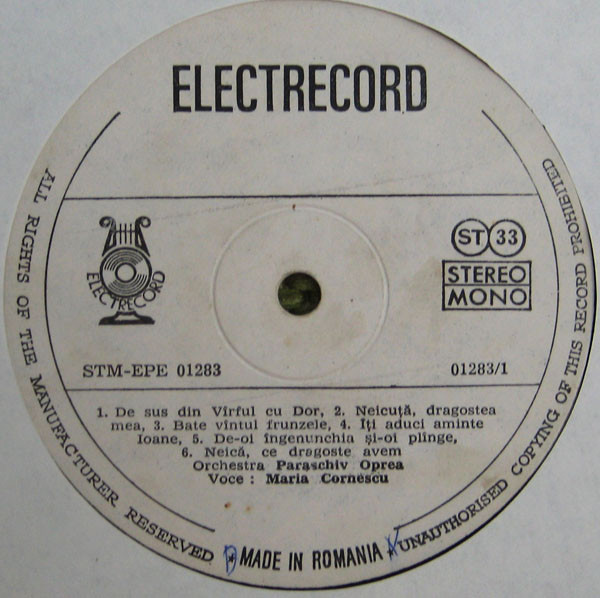 ELECTRECORD
ELECTRECORD
ST 33
STEREO
MONO
STM-EPE 01283
01283/1
1. De sus din Vîrful cu Dor, 2. Neicuță, dragostea
mea, 3. Bate vîntul frunzele, 4. Îți aduci aminte
Ioane, 5. De-oi îngenunchia și-oi plînge,
6. Neică, ce dragoste avem
Orchestra Paraschiv Oprea
Voce : Maria Cornescu
ALL RIGHTS OF THE MANUFACTURER RESERVED
MADE IN ROMANIA
UNAUTHORISED COPYING OF THIS RECORD PROHIBITED